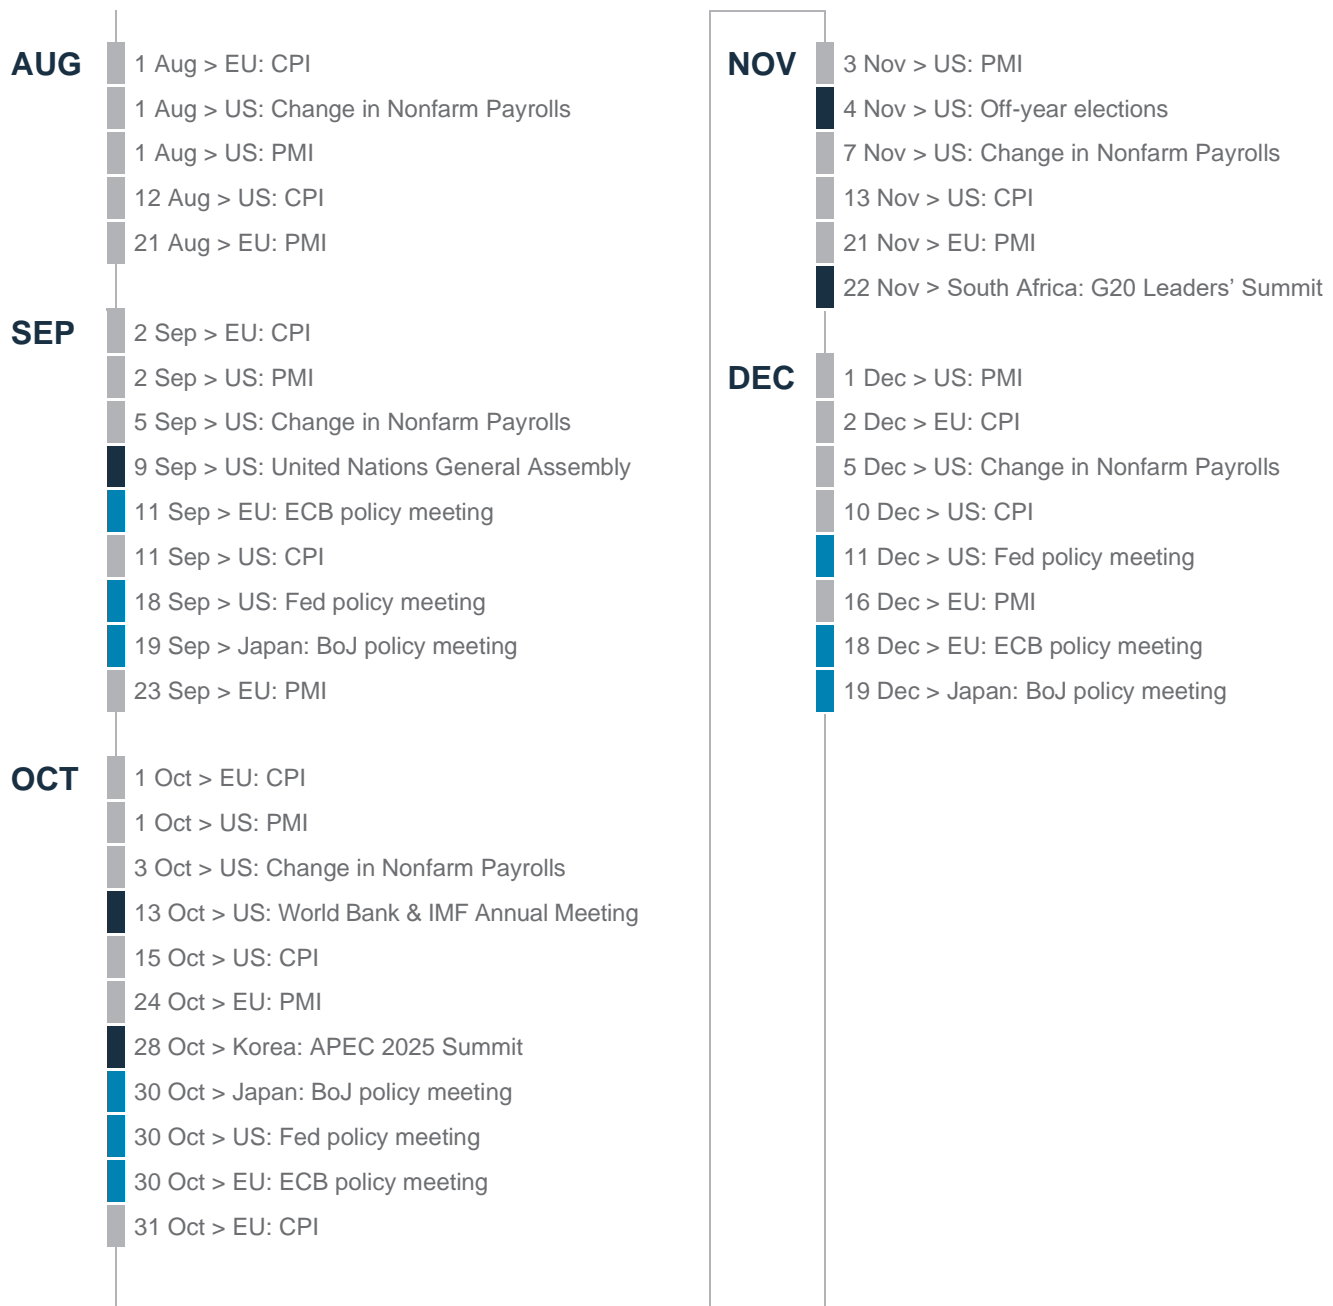 AUG
1 Aug > EU: CPI
1 Aug > US: Change in Nonfarm Payrolls
1 Aug > US: PMI
12 Aug > US: CPI
21 Aug > EU: PMI
SEP
2 Sep > EU: CPI
2 Sep > US: PMI
5 Sep > US: Change in Nonfarm Payrolls
9 Sep > US: United Nations General Assembly
11 Sep > EU: ECB policy meeting
11 Sep > US: CPI
18 Sep > US: Fed policy meeting
19 Sep > Japan: BoJ policy meeting
23 Sep > EU: PMI
OCT
1 Oct > EU: CPI
1 Oct > US: PMI
3 Oct > US: Change in Nonfarm Payrolls
13 Oct > US: World Bank & IMF Annual Meeting
15 Oct > US: CPI
24 Oct > EU: PMI
28 Oct > Korea: APEC 2025 Summit
30 Oct > Japan: BoJ policy meeting
30 Oct > US: Fed policy meeting
30 Oct > EU: ECB policy meeting
31 Oct > EU: CPI
NOV
3 Nov > US: PMI
4 Nov > US: Off-year elections
7 Nov > US: Change in Nonfarm Payrolls
13 Nov > US: CPI
21 Nov > EU: PMI
22 Nov > South Africa: G20 Leaders’ Summit
DEC
1 Dec > US: PMI
2 Dec > EU: CPI
5 Dec > US: Change in Nonfarm Payrolls
10 Dec > US: CPI
11 Dec > US: Fed policy meeting
16 Dec > EU: PMI
18 Dec > EU: ECB policy meeting
19 Dec > Japan: BoJ policy meeting